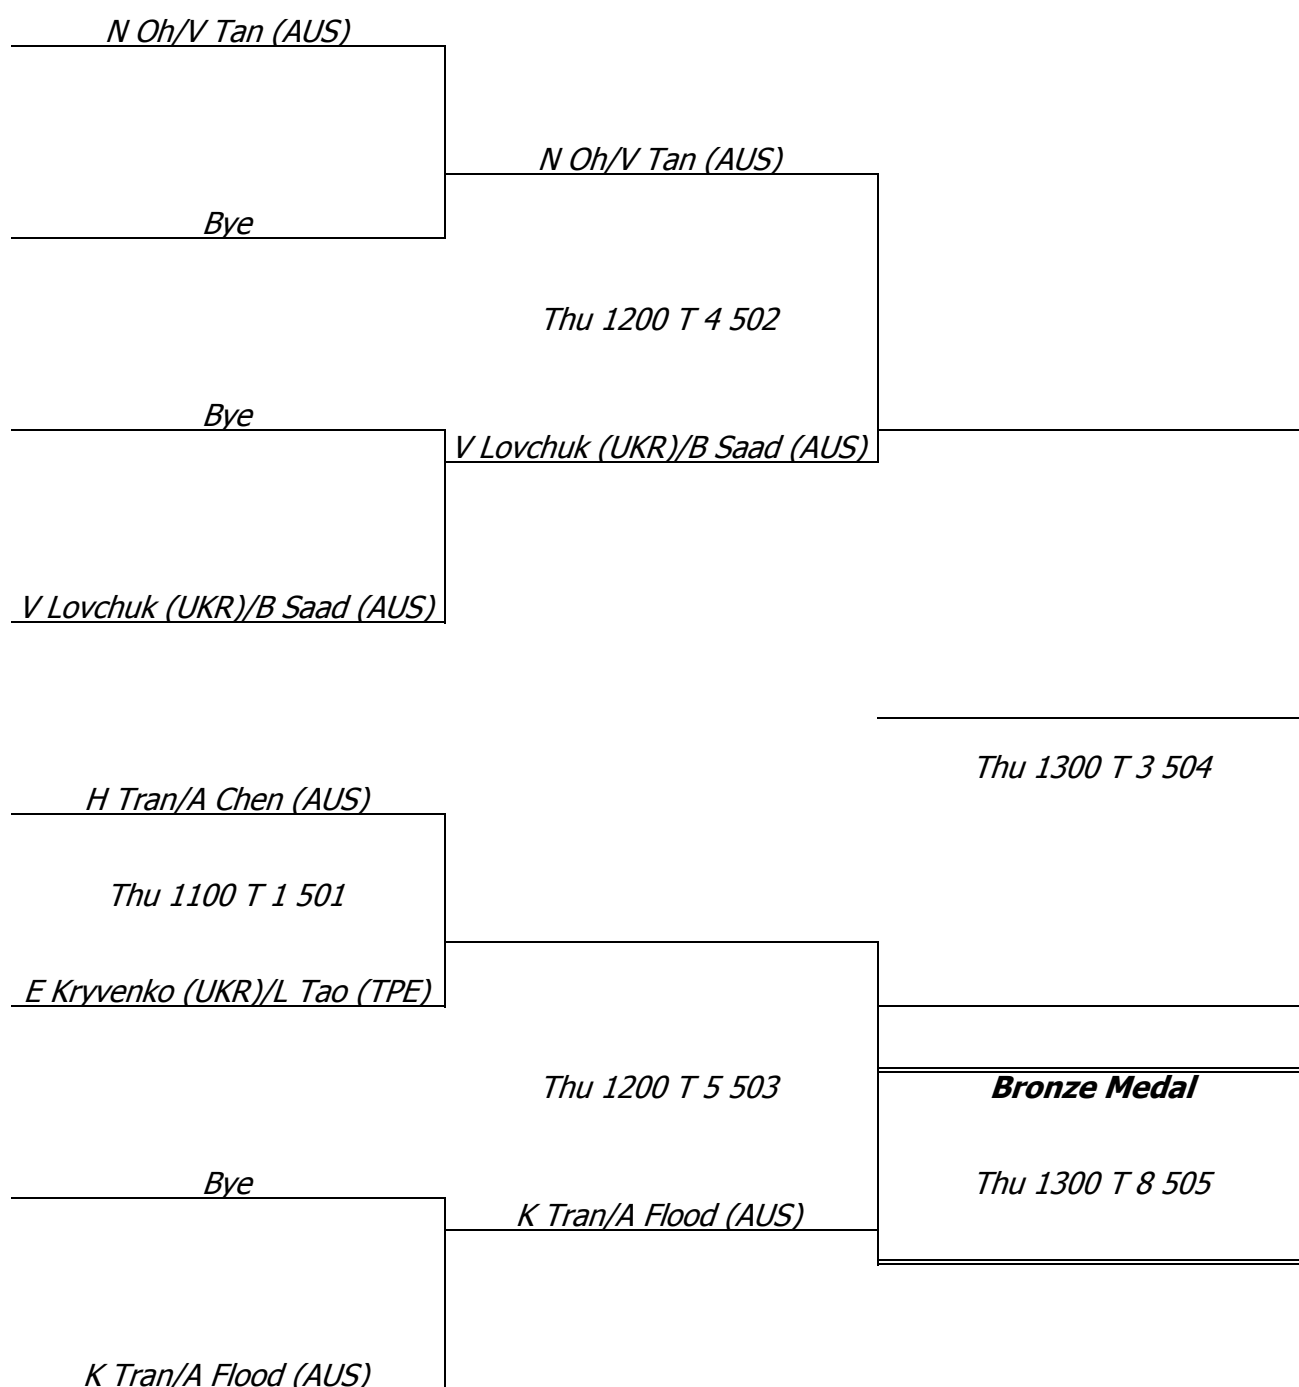 N Oh/V Tan (AUS)
N Oh/V Tan (AUS)
Bye
Thu 1200 T 4 502
Bye
V Lovchuk (UKR)/B Saad (AUS)
V Lovchuk (UKR)/B Saad (AUS)
Thu 1300 T 3 504
H Tran/A Chen (AUS)
Thu 1100 T 1 501
E Kryvenko (UKR)/L Tao (TPE)
Thu 1200 T 5 503
Bronze Medal
Bye
Thu 1300 T 8 505
K Tran/A Flood (AUS)
K Tran/A Flood (AUS)